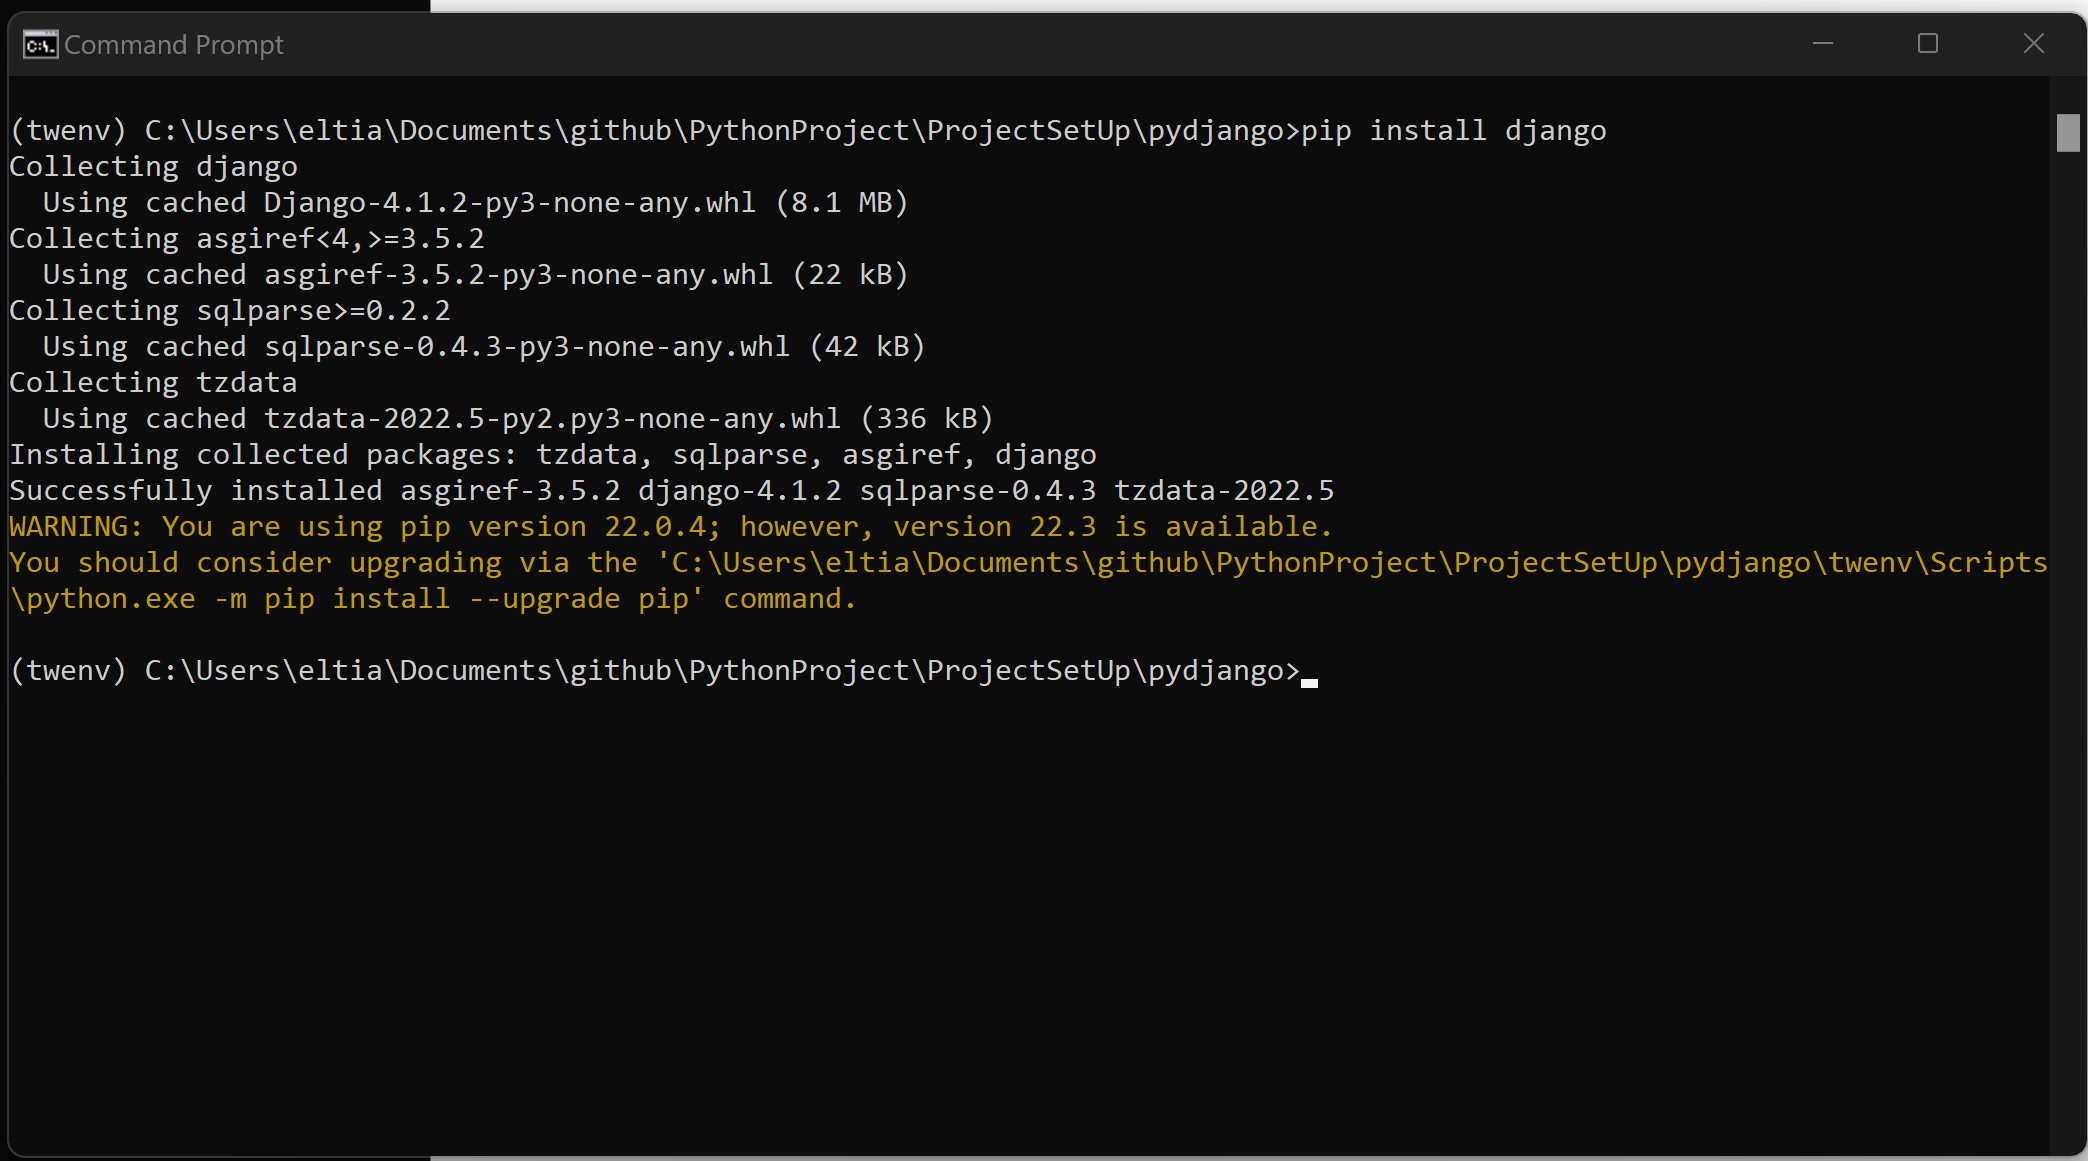 Command Prompt
(twenv) C:\Users\eltia\Documents\github\PythonProject\ProjectSetUp\pydjango>pip install django
Collecting django
  Using cached Django-4.1.2-py3-none-any.whl (8.1 MB)
Collecting asgiref<4,>=3.5.2
  Using cached asgiref-3.5.2-py3-none-any.whl (22 kB)
Collecting sqlparse>=0.2.2
  Using cached sqlparse-0.4.3-py3-none-any.whl (42 kB)
Collecting tzdata
  Using cached tzdata-2022.5-py2.py3-none-any.whl (336 kB)
Installing collected packages: tzdata, sqlparse, asgiref, django
Successfully installed asgiref-3.5.2 django-4.1.2 sqlparse-0.4.3 tzdata-2022.5
WARNING: You are using pip version 22.0.4; however, version 22.3 is available.
You should consider upgrading via the 'C:\Users\eltia\Documents\github\PythonProject\ProjectSetUp\pydjango\twenv\Scripts
\python.exe -m pip install --upgrade pip' command.
(twenv) C:\Users\eltia\Documents\github\PythonProject\ProjectSetUp\pydjango>